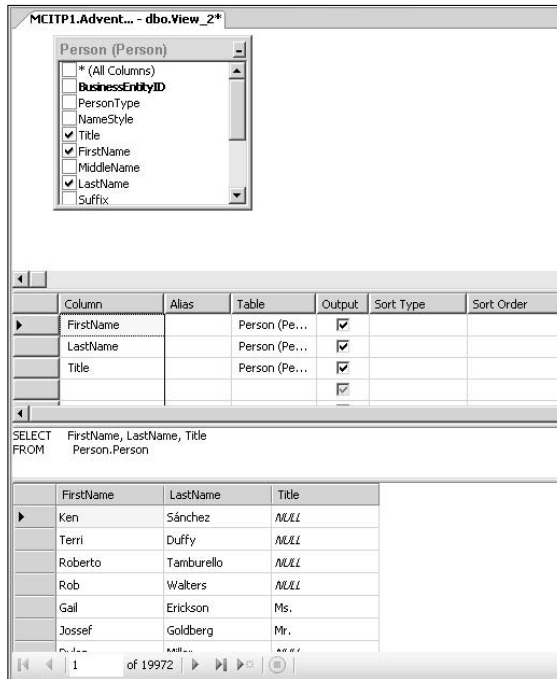 MCITP1.Advent... - dbo.View_2*
Person (Person)
* (All Columns)
BusinessEntityID
PersonType
NameStyle
Title
FirstName
MiddleName
LastName
Suffix
Column Alias Table Output Sort Type Sort Order
FirstName Person (Pe...
LastName Person (Pe...
Title Person (Pe...
SELECT FirstName, LastName, Title
FROM Person.Person
FirstName LastName Title
Ken Sánchez NULL
Terri Duffy NULL
Roberto Tamburello NULL
Rob Walters NULL
Gail Erickson Ms.
Jossef Goldberg Mr.
1 of 19972